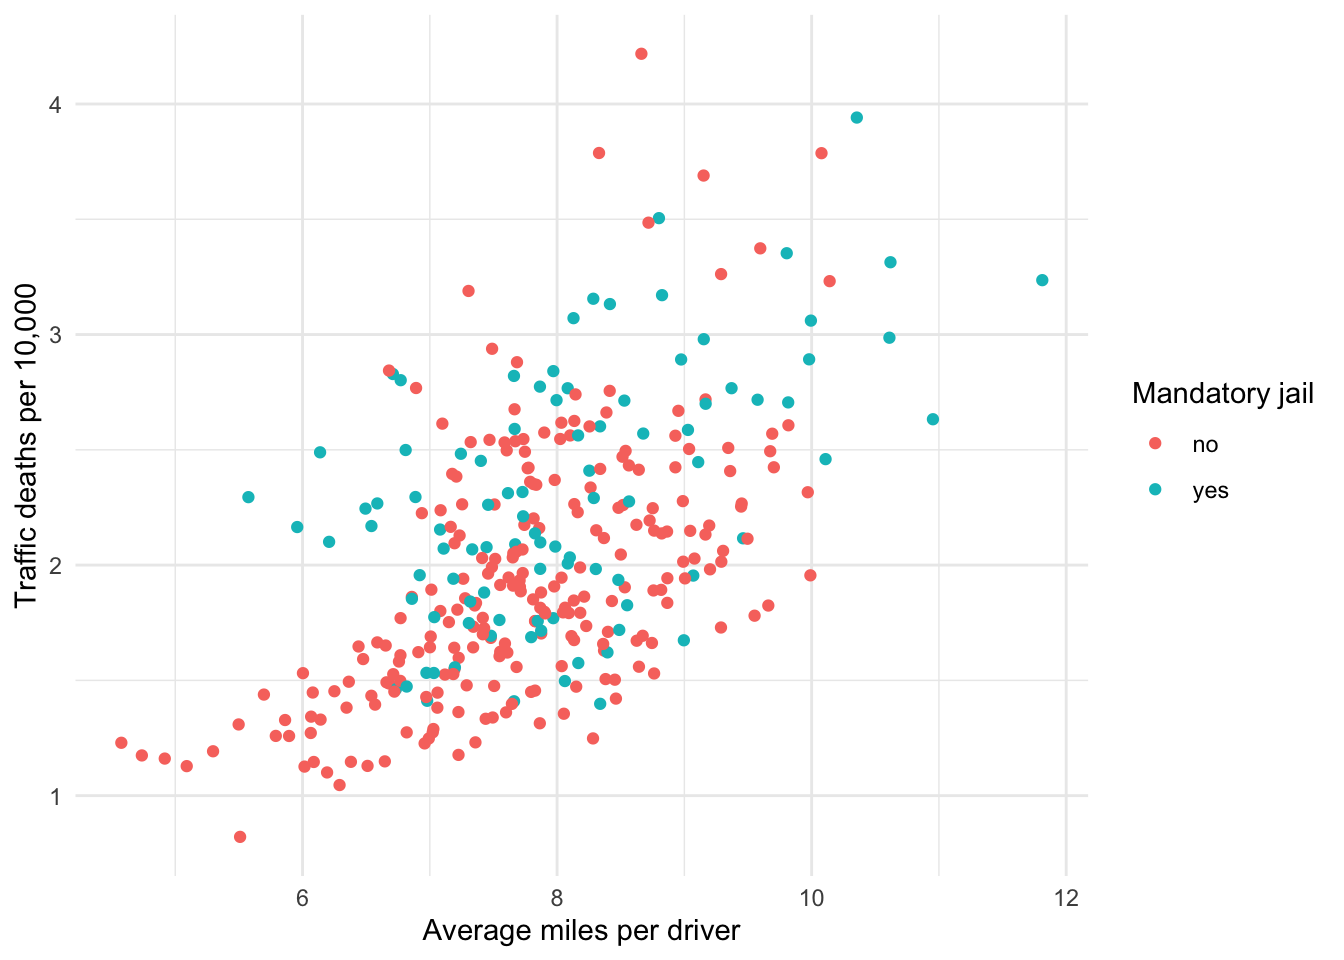 Traffic deaths per 10,000
4
3
2
1
6
8
10
12
Average miles per driver
Mandatory jail
no
yes